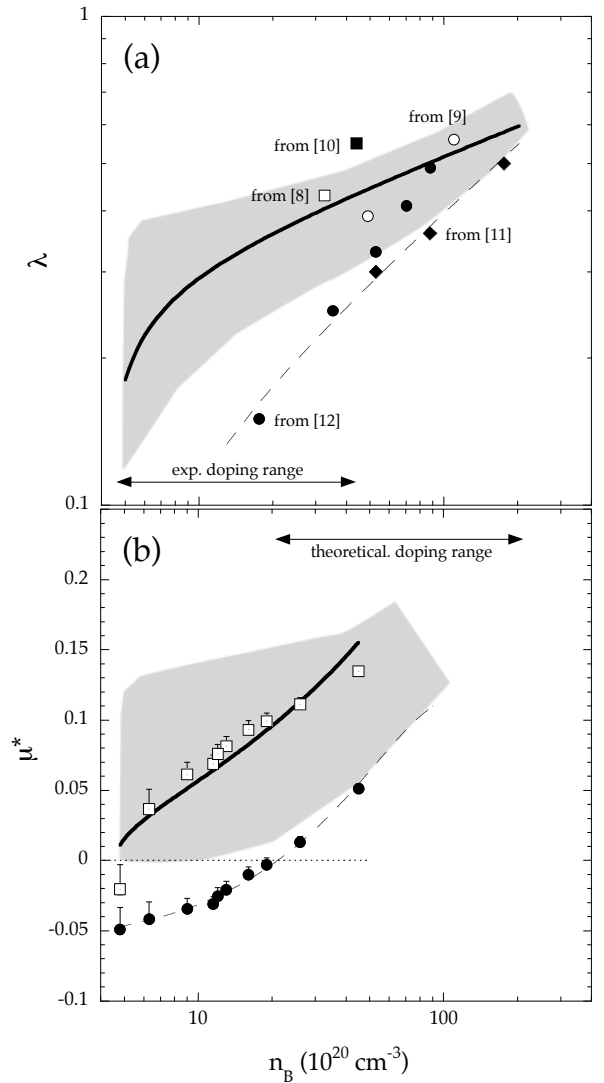 1
(a)
from [9]
from [10]
from [8]
λ
from [11]
from [12]
exp. doping range
0.1
(b)
theoretical. doping range
0.2
0.15
0.1
μ*
0.05
0
-0.05
-0.1
10
100
n_B (10^20 cm^-3)